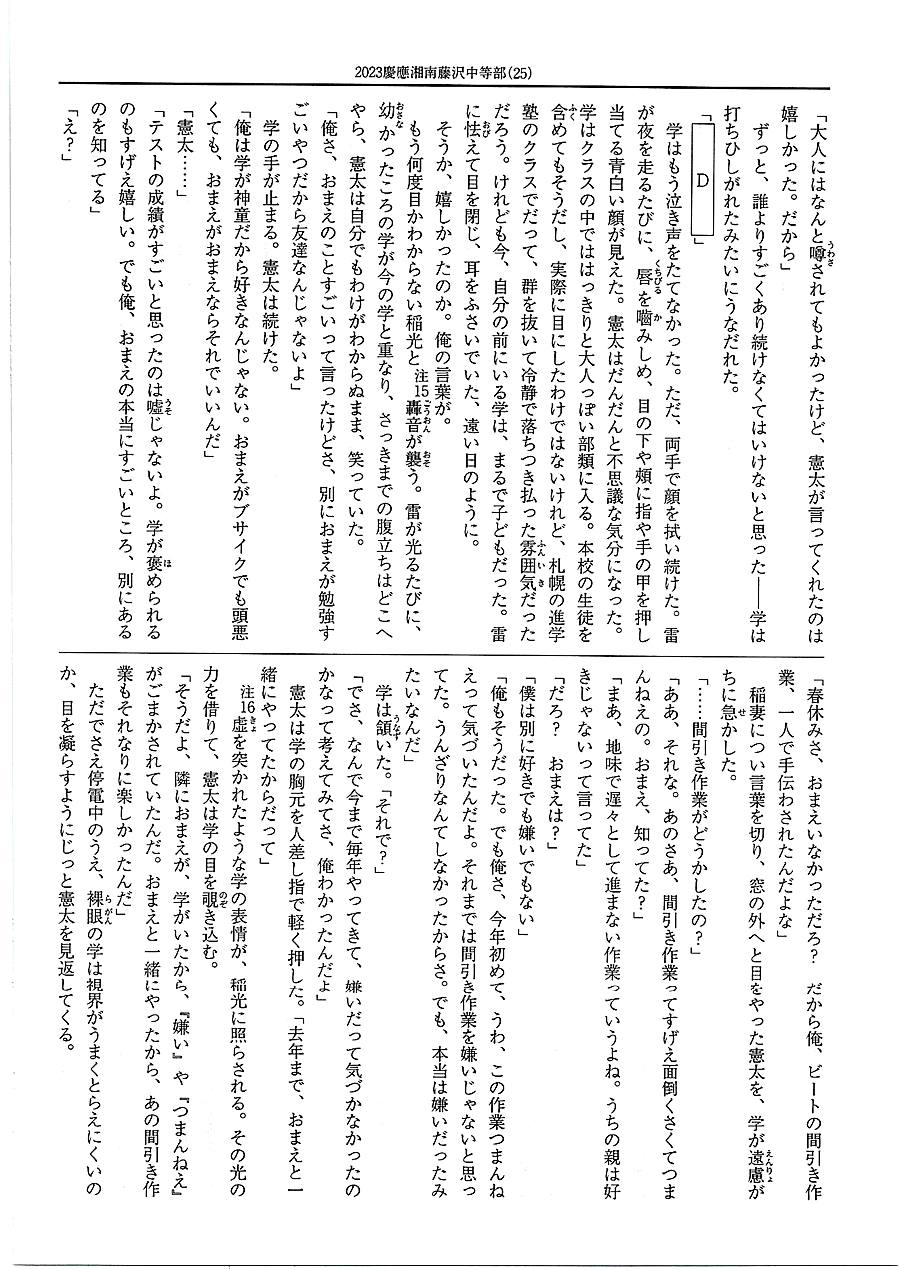 2023慶應湘南藤沢中等部(25)
「大人にはなんと噂されてもよかったけど、憲太が言ってくれたのは
嬉しかった。だから」
ずっと、誰よりすごくあり続けなくてはいけないと思った――学は
打ちひしがれたみたいにうなだれた。
「 D 」
学はもう泣き声をたてなかった。ただ、両手で顔を拭い続けた。雷
が夜を走るたびに、唇を噛みしめ、目の下や頰に指や手の甲を押し
当てる青白い顔が見えた。憲太はだんだんと不思議な気分になった。
学はクラスの中でははっきりと大人っぽい部類に入る。本校の生徒を
含めてもそうだし、実際に目にしたわけではないけれど、札幌の進学
塾のクラスでだって、群を抜いて冷静で落ちつき払った雰囲気だった
だろう。けれども今、自分の前にいる学は、まるで子どもだった。雷
に怯えて目を閉じ、耳をふさいでいた、遠い日のように。
そうか、嬉しかったのか。俺の言葉が。
もう何度目かわからない稲光と注15轟音が襲う。雷が光るたびに、
幼かったころの学が今の学と重なり、さっきまでの腹立ちはどこへ
やら、憲太は自分でもわけがわからぬまま、笑っていた。
「俺さ、おまえのことすごいって言ったけどさ、別におまえが勉強す
ごいやつだから友達なんじゃないよ」
学の手が止まる。憲太は続けた。
「俺は学が神童だから好きなんじゃない。おまえがブサイクでも頭悪
くても、おまえがおまえならそれでいいんだ」
「憲太……」
「テストの成績がすごいと思ったのは嘘じゃないよ。学が褒められる
のもすげえ嬉しい。でも俺、おまえの本当にすごいところ、別にある
のを知ってる」
「え?」
「春休みさ、おまえいなかっただろ? だから俺、ビートの間引き作
業、一人で手伝わされたんだよな」
稲妻につい言葉を切り、窓の外へと目をやった憲太を、学が遠慮が
ちに急かした。
「……間引き作業がどうかしたの?」
「ああ、それな。あのさあ、間引き作業ってすげえ面倒くさくてつま
んねえの。おまえ、知ってた?」
「まあ、地味で遅々として進まない作業っていうよね。うちの親は好
きじゃないって言ってた」
「だろ? おまえは?」
「僕は別に好きでも嫌いでもない」
「俺もそうだった。でも俺さ、今年初めて、うわ、この作業つまんね
えって気づいたんだよ。それまでは間引き作業を嫌いじゃないと思っ
てた。うんざりなんてしなかったからさ。でも、本当は嫌いだったみ
たいなんだ」
学は頷いた。「それで?」
「でさ、なんで今まで毎年やってきて、嫌いだって気づかなかったの
かなって考えてみてさ、俺わかったんだよ」
憲太は学の胸元を人差し指で軽く押した。「去年まで、おまえと一
緒にやってたからだって」
注16虚を突かれたような学の表情が、稲光に照らされる。その光の
力を借りて、憲太は学の目を覗き込む。
「そうだよ、隣におまえが、学がいたから、『嫌い』や『つまんねえ』
がごまかされていたんだ。おまえと一緒にやったから、あの間引き作
業もそれなりに楽しかったんだ」
ただでさえ停電中のうえ、裸眼の学は視界がうまくとらえにくいの
か、目を凝らすようにじっと憲太を見返してくる。